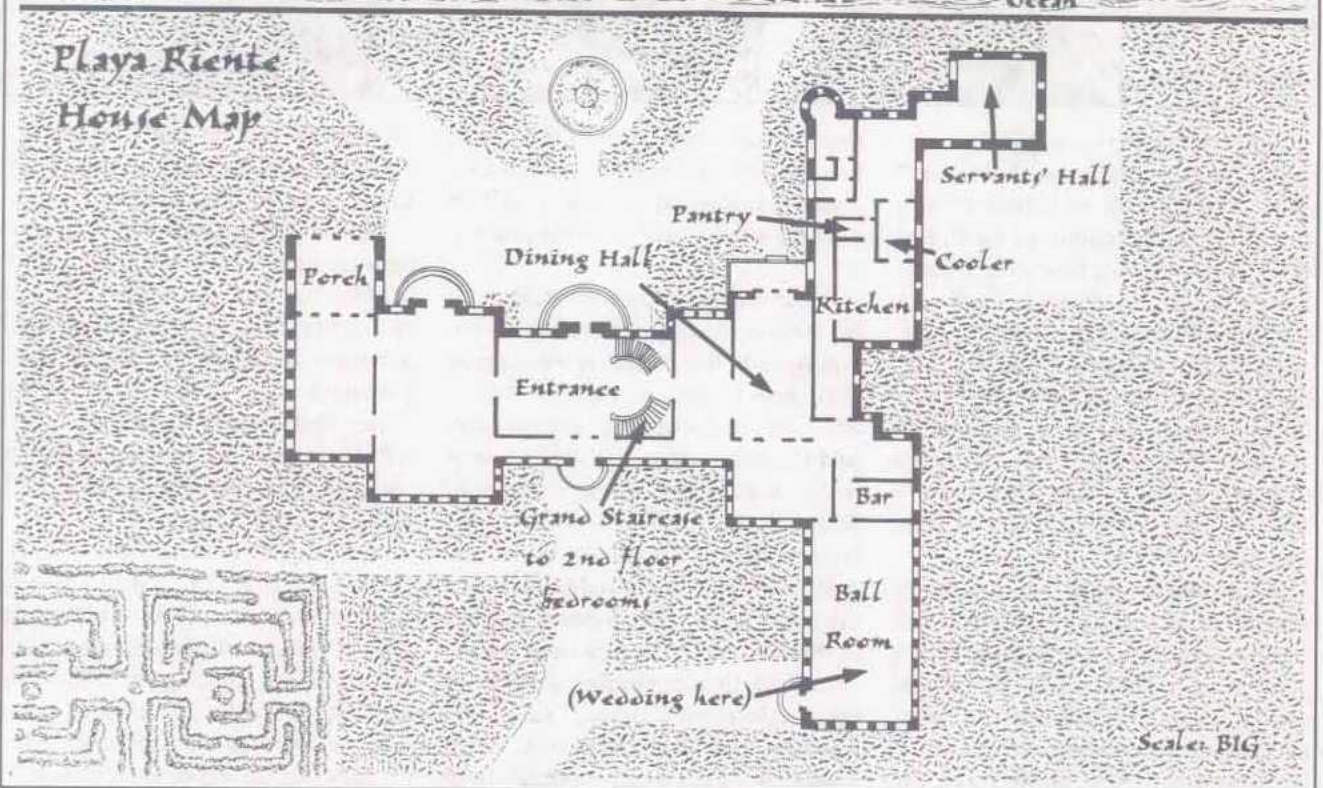 Ocean
Playa Riente
House Map
Servants' Hall
Pantry
Dining Hall
Cooler
Porch
Kitchen
Entrance
Bar
Grand Staircase
to 2nd floor
bedrooms
Ball
Room
(Wedding here)
Scale: BIG